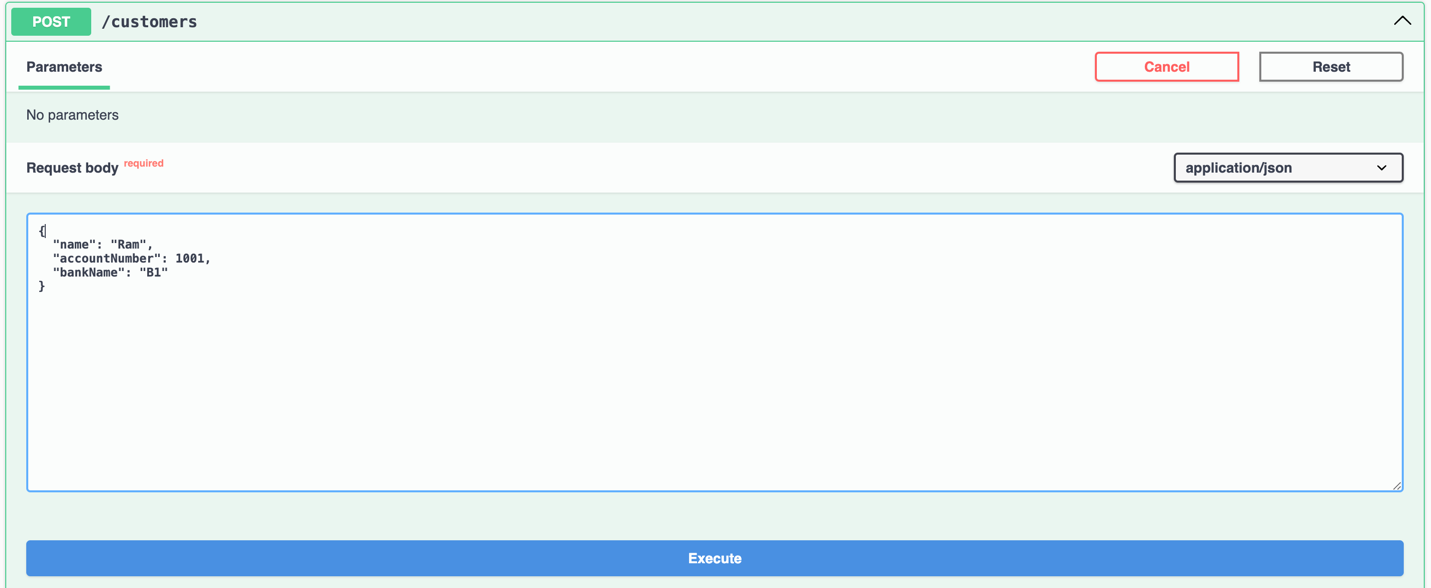 POST /customers
Parameters
Cancel
Reset
No parameters
Request body required
application/json
{
  "name": "Ram",
  "accountNumber": 1001,
  "bankName": "B1"
}
Execute